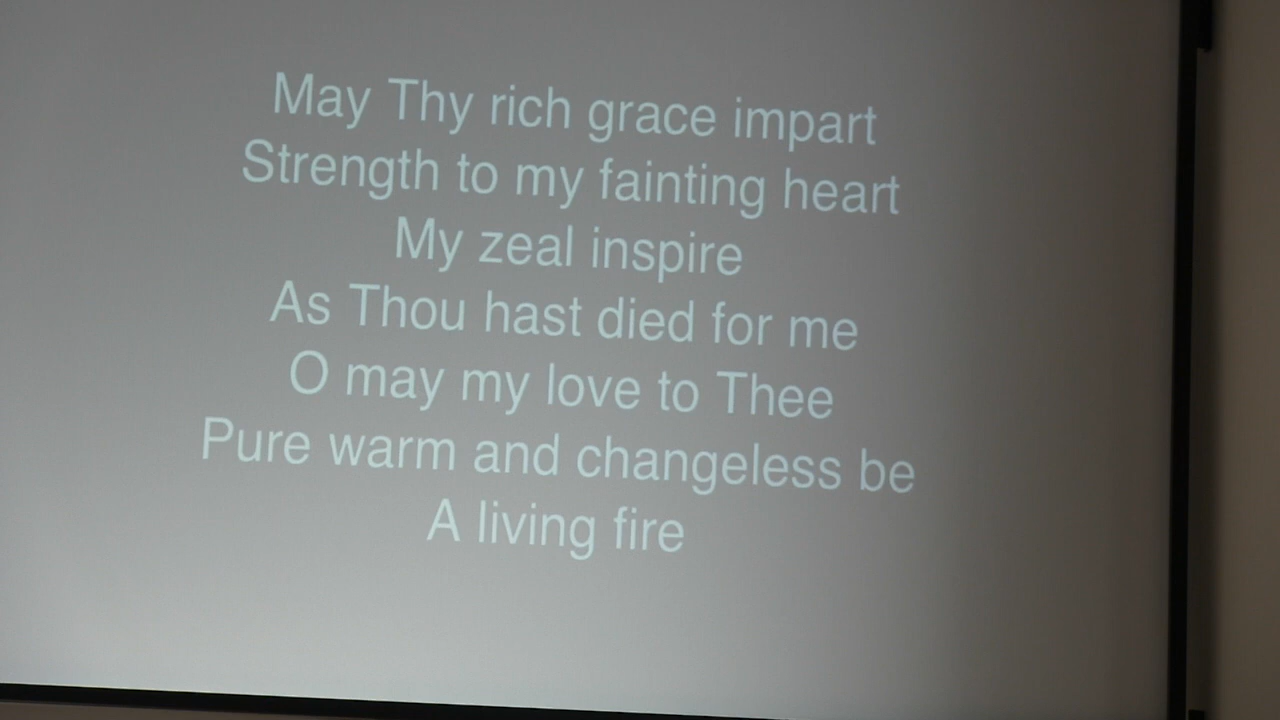 May Thy rich grace impart
Strength to my fainting heart
My zeal inspire
As Thou hast died for me
O may my love to Thee
Pure warm and changeless be
A living fire